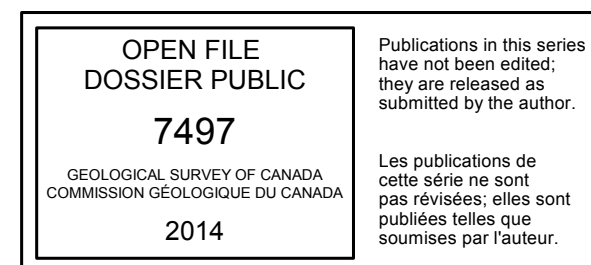 OPEN FILE
DOSSIER PUBLIC
7497
GEOLOGICAL SURVEY OF CANADA
COMMISSION GÉOLOGIQUE DU CANADA
2014
Publications in this series
have not been edited;
they are released as
submitted by the author.
Les publications de
cette série ne sont
pas révisées; elles sont
publiées telles que
soumises par l'auteur.